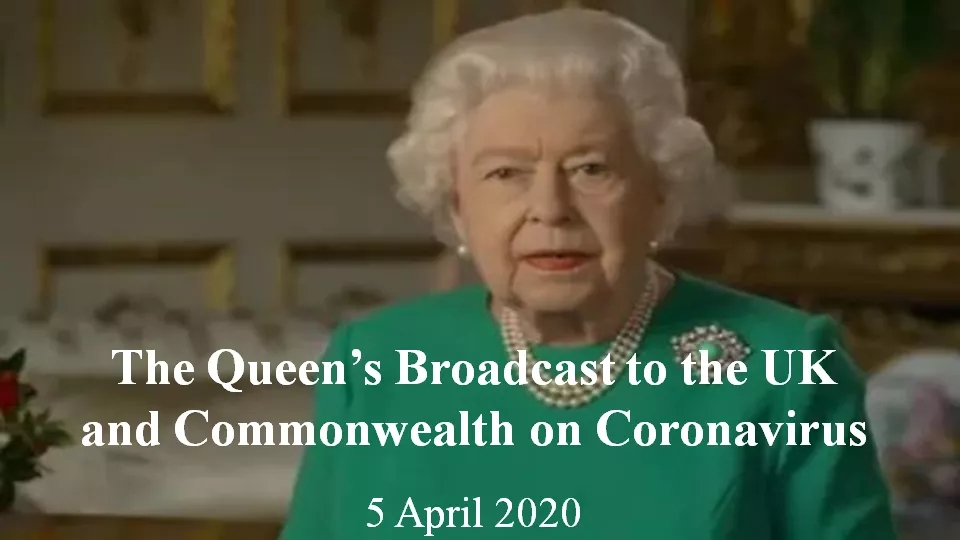 The Queen’s Broadcast to the UK
and Commonwealth on Coronavirus
5 April 2020